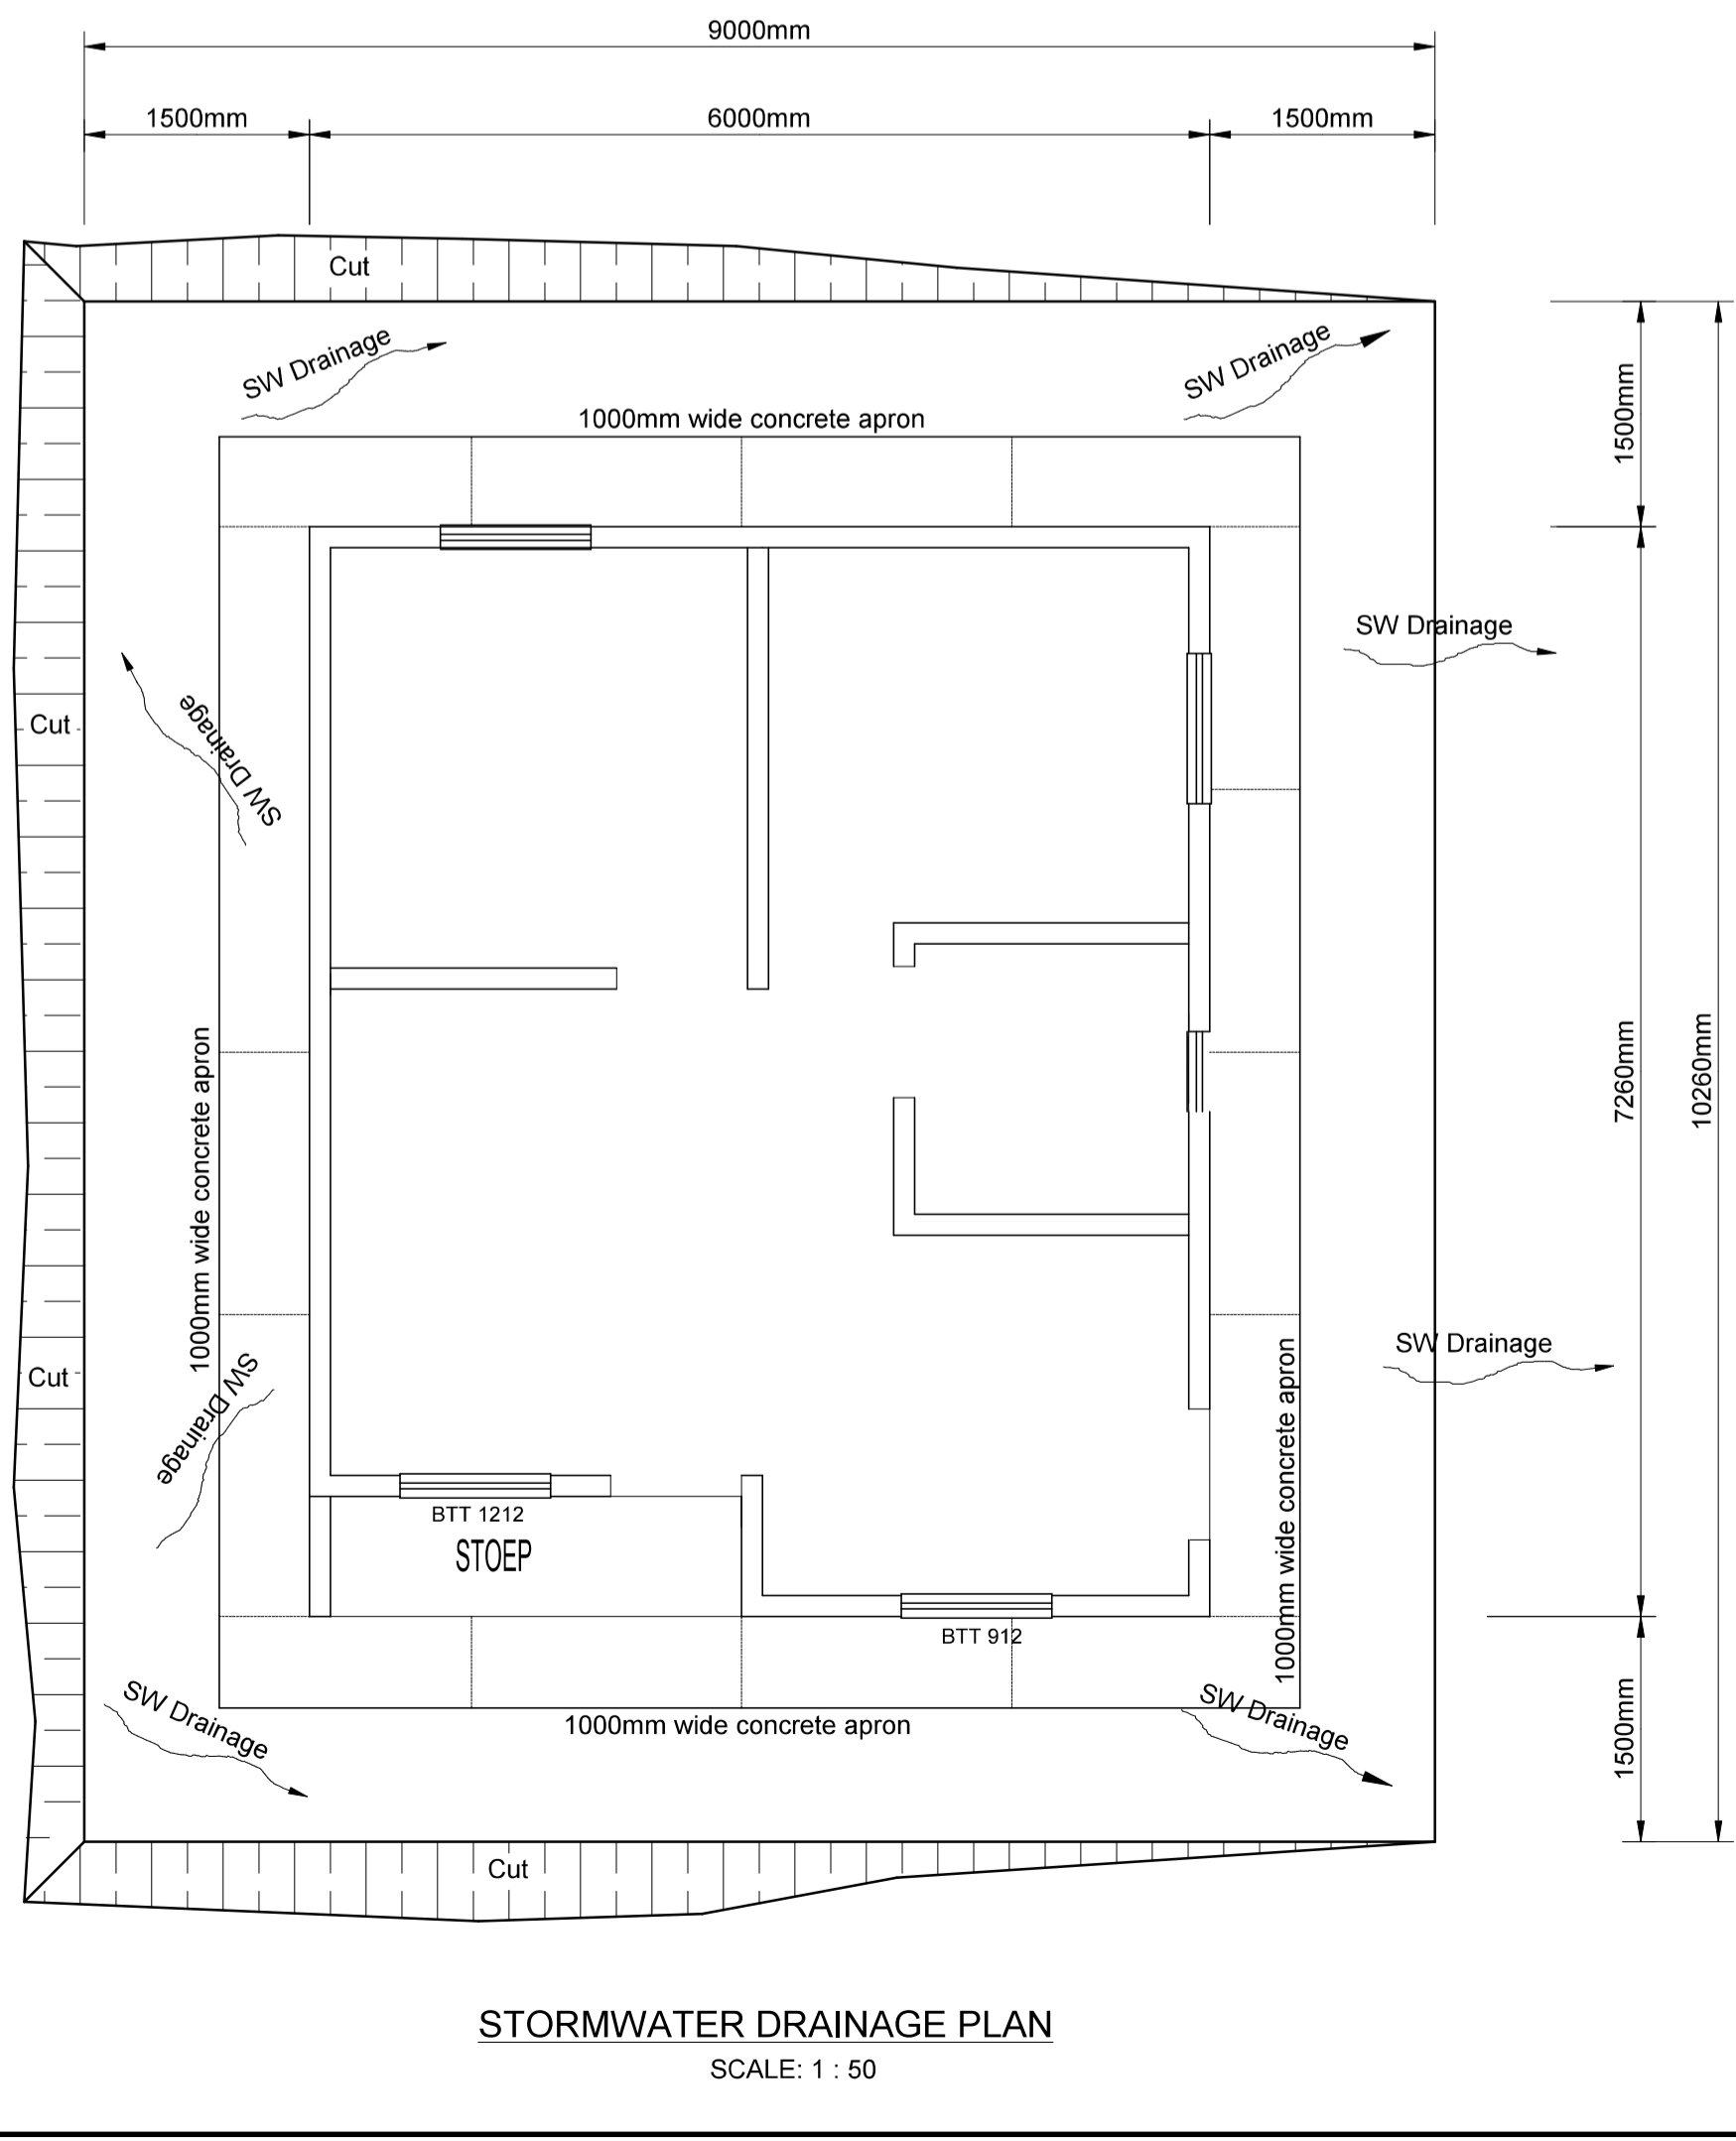 9000mm
1500mm
6000mm
1500mm
Cut
SW Drainage
SW Drainage
1500mm
1000mm wide concrete apron
SW Drainage
Cut
SW Drainage
1000mm wide concrete apron
7260mm
10260mm
SW Drainage
Cut
SW Drainage
1000mm wide concrete apron
BTT 1212
STOEP
BTT 912
SW Drainage
SW Drainage
1000mm wide concrete apron
1500mm
Cut
STORMWATER DRAINAGE PLAN
SCALE: 1 : 50